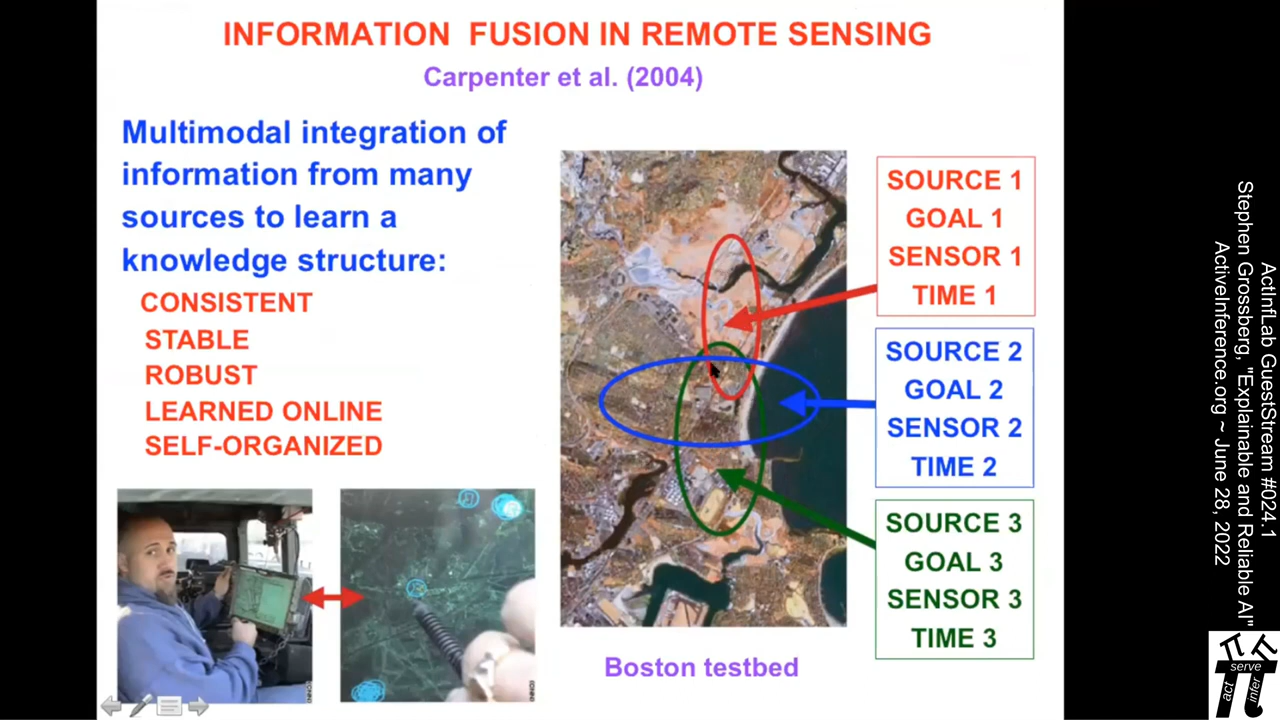 INFORMATION FUSION IN REMOTE SENSING
Carpenter et al. (2004)
Multimodal integration of
information from many
sources to learn a
knowledge structure:
CONSISTENT
STABLE
ROBUST
LEARNED ONLINE
SELF-ORGANIZED
SOURCE 1
GOAL 1
SENSOR 1
TIME 1
SOURCE 2
GOAL 2
SENSOR 2
TIME 2
SOURCE 3
GOAL 3
SENSOR 3
TIME 3
Boston testbed
ActInfLab GuestStream #024.1
Stephen Grossberg, "Explainable and Reliable AI"
ActiveInference.org ~ June 28, 2022
serve
act
infer